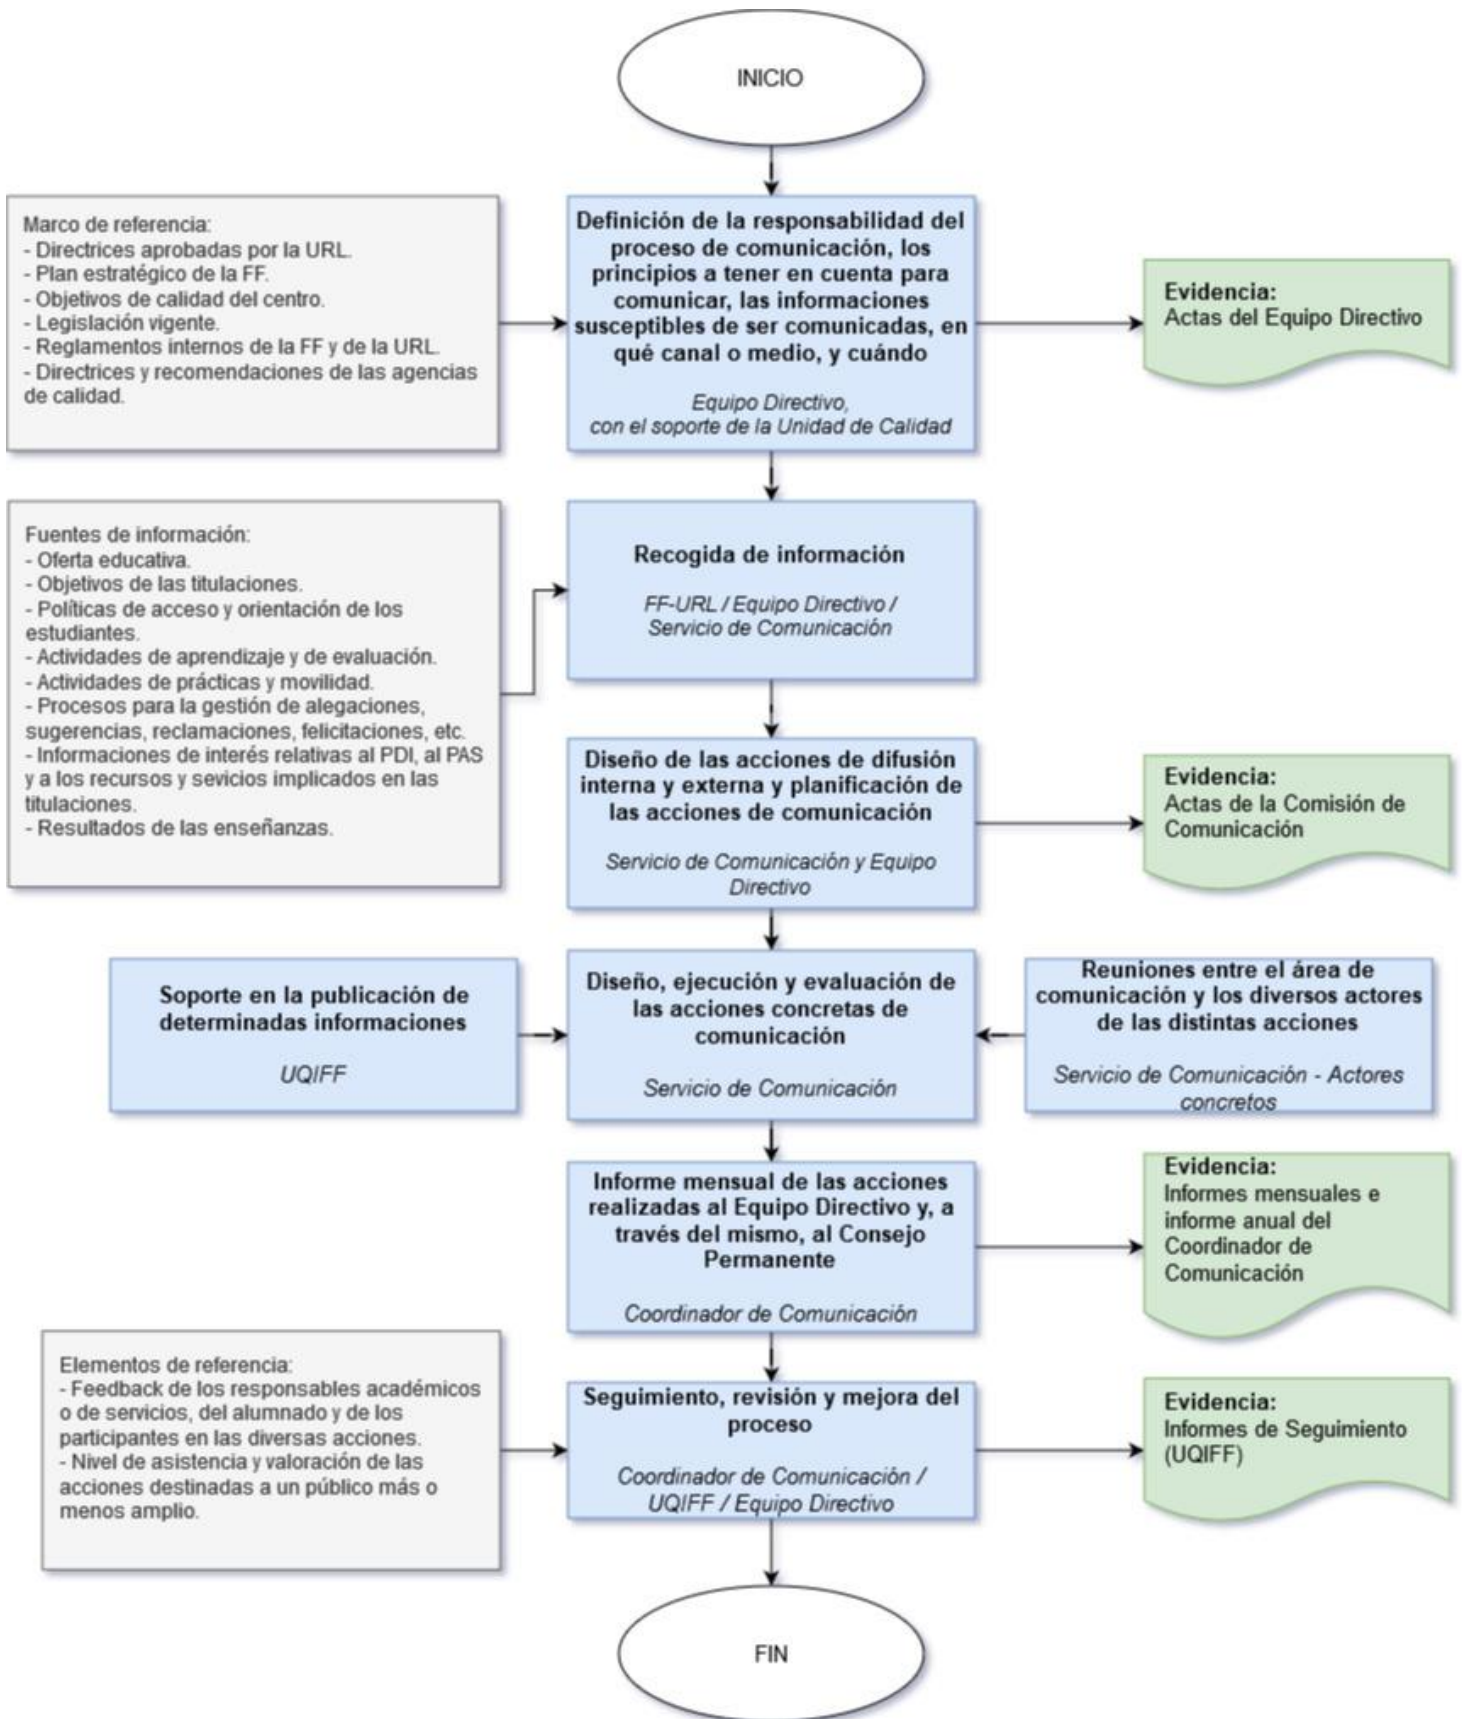 INICIO
Marco de referencia:
- Directrices aprobadas por la URL.
- Plan estratégico de la FF.
- Objetivos de calidad del centro.
- Legislación vigente.
- Reglamentos internos de la FF y de la URL.
- Directrices y recomendaciones de las agencias
de calidad.
Definición de la responsabilidad del
proceso de comunicación, los
principios a tener en cuenta para
comunicar, las informaciones
susceptibles de ser comunicadas, en
qué canal o medio, y cuándo
Equipo Directivo,
con el soporte de la Unidad de Calidad
Evidencia:
Actas del Equipo Directivo
Fuentes de información:
- Oferta educativa.
- Objetivos de las titulaciones.
- Políticas de acceso y orientación de los
estudiantes.
- Actividades de aprendizaje y de evaluación.
- Actividades de prácticas y movilidad.
- Procesos para la gestión de alegaciones,
sugerencias, reclamaciones, felicitaciones, etc.
- Informaciones de interés relativas al PDI, al PAS
y a los recursos y sevicios implicados en las
titulaciones.
- Resultados de las enseñanzas.
Recogida de información
FF-URL / Equipo Directivo /
Servicio de Comunicación
Diseño de las acciones de difusión
interna y externa y planificación de
las acciones de comunicación
Servicio de Comunicación y Equipo
Directivo
Evidencia:
Actas de la Comisión de
Comunicación
Soporte en la publicación de
determinadas informaciones
UQIFF
Diseño, ejecución y evaluación de
las acciones concretas de
comunicación
Servicio de Comunicación
Reuniones entre el área de
comunicación y los diversos actores
de las distintas acciones
Servicio de Comunicación - Actores
concretos
Informe mensual de las acciones
realizadas al Equipo Directivo y, a
través del mismo, al Consejo
Permanente
Coordinador de Comunicación
Evidencia:
Informes mensuales e
informe anual del
Coordinador de
Comunicación
Elementos de referencia:
- Feedback de los responsables académicos
o de servicios, del alumnado y de los
participantes en las diversas acciones.
- Nivel de asistencia y valoración de las
acciones destinadas a un público más o
menos amplio.
Seguimiento, revisión y mejora del
proceso
Coordinador de Comunicación /
UQIFF / Equipo Directivo
Evidencia:
Informes de Seguimiento
(UQIFF)
FIN